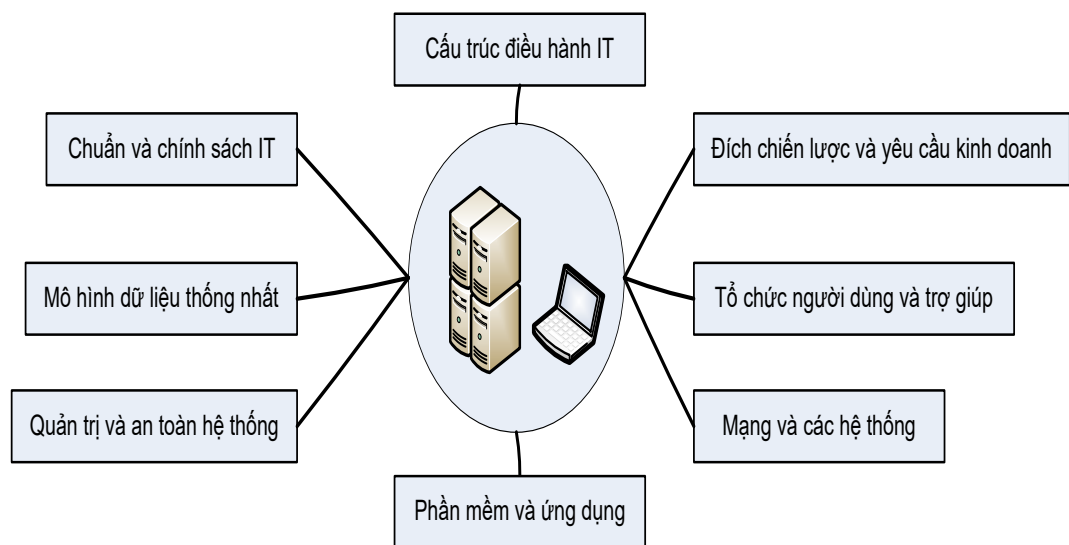 Cấu trúc điều hành IT
Chuẩn và chính sách IT
Đích chiến lược và yêu cầu kinh doanh
Mô hình dữ liệu thống nhất
Tổ chức người dùng và trợ giúp
Quản trị và an toàn hệ thống
Mạng và các hệ thống
Phần mềm và ứng dụng